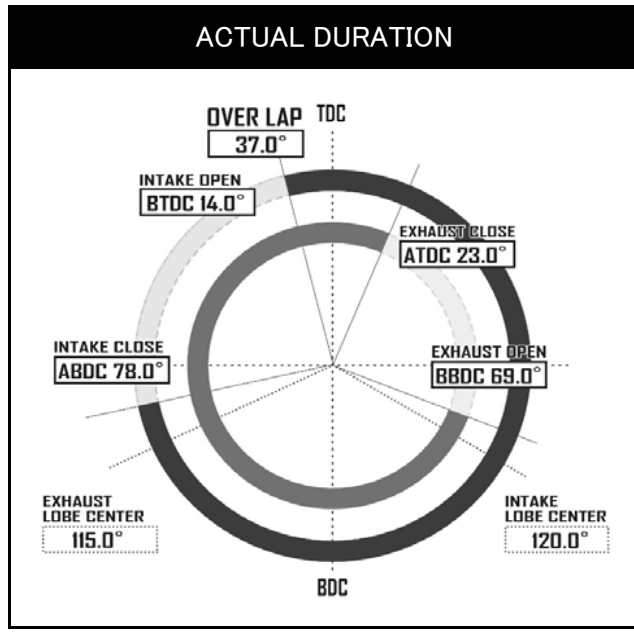 ACTUAL DURATION
OVER LAP
37.0°
TDC
INTAKE OPEN
BTDC 14.0°
EXHAUST CLOSE
ATDC 23.0°
INTAKE CLOSE
ABDC 78.0°
EXHAUST OPEN
BBDC 69.0°
EXHAUST
LOBE CENTER
115.0°
INTAKE
LOBE CENTER
120.0°
BDC